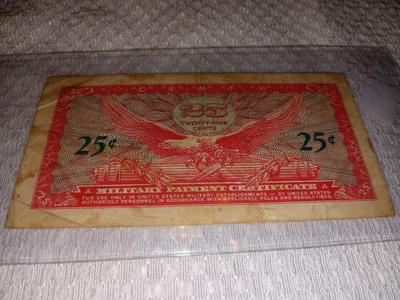 25
TWENTY-FIVE
CENTS
25¢ 25¢
MILITARY PAYMENT CERTIFICATE
FOR USE ONLY IN UNITED STATES MILITARY ESTABLISHMENTS — BY UNITED STATES
AUTHORIZED PERSONNEL IN ACCORDANCE WITH APPLICABLE RULES AND REGULATIONS.